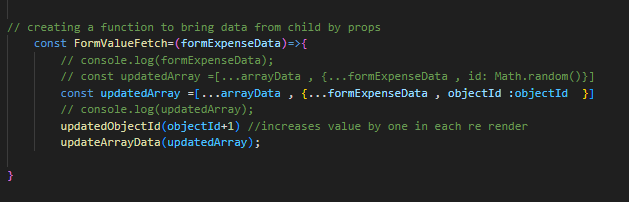 // creating a function to bring data from child by props
const FormValueFetch=(formExpenseData)=>{
// console.log(formExpenseData);
// const updatedArray =[...arrayData , {...formExpenseData , id: Math.random()}]
const updatedArray =[...arrayData , {...formExpenseData , objectId :objectId  }]
// console.log(updatedArray);
updatedObjectId(objectId+1) //increases value by one in each re render
updateArrayData(updatedArray);
}